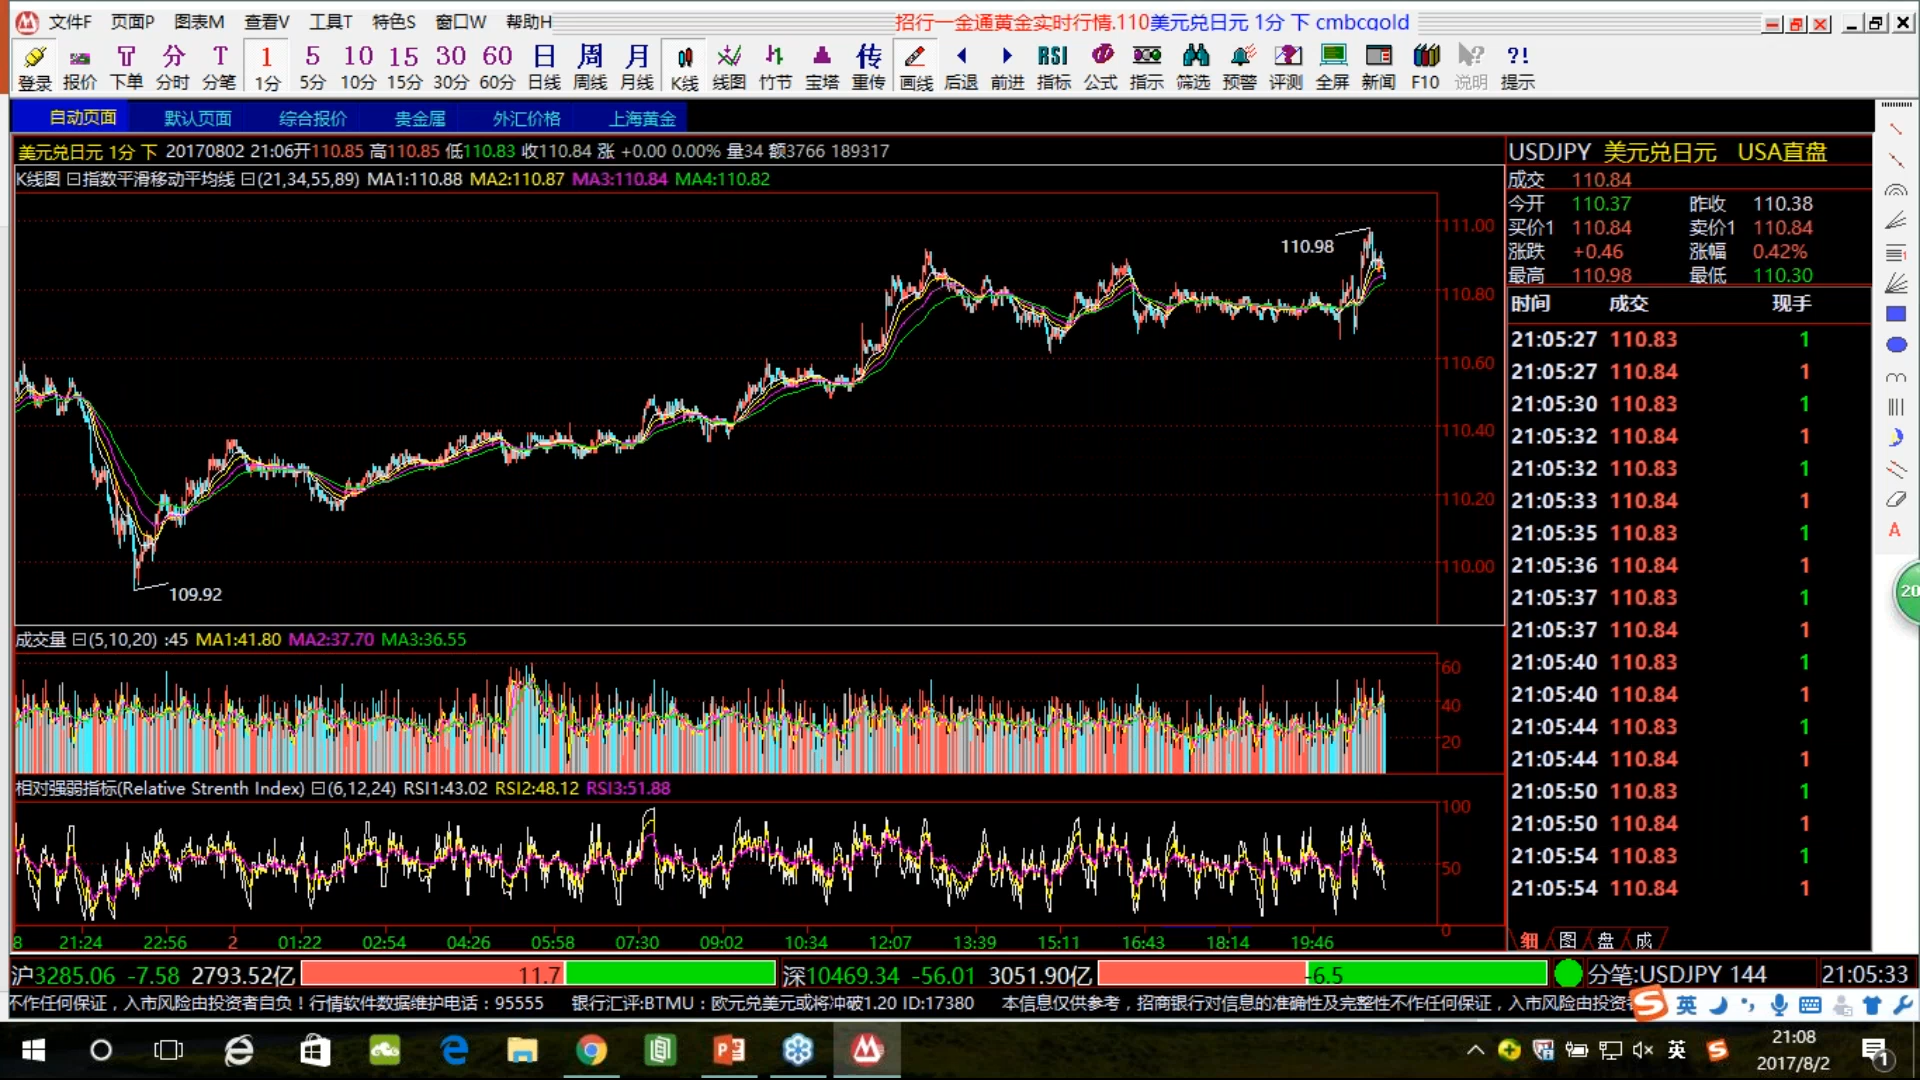 文件F 页面P 图表M 查看V 工具T 特色S 窗口W 帮助H 招行一金通黄金实时行情.110美元兑日元 1分 下 cmbcgold
T 分 T 1 5 10 15 30 60 日 周 月 传 RSI ?!
登录 报价 下单 分时 分笔 1分 5分 10分 15分 30分 60分 日线 周线 月线 K线 线图 竹节 宝塔 重传 画线 后退 前进 指标 公式 指示 筛选 预警 评测 全屏 新闻 F10 说明 提示
自动页面 默认页面 综合报价 贵金属 外汇价格 上海黄金
美元兑日元 1分 下 20170802 21:06开110.85 高110.85 低110.83 收110.84 涨 +0.00 0.00% 量34 额3766 189317
K线图 日指数平滑移动平均线 日(21,34,55,89) MA1:110.88 MA2:110.87 MA3:110.84 MA4:110.82
111.00
110.98
110.80
110.60
110.40
110.20
110.00
109.92
成交量 日(5,10,20) :45 MA1:41.80 MA2:37.70 MA3:36.55
60
40
20
相对强弱指标(Relative Strenth Index) 日(6,12,24) RSI1:43.02 RSI2:48.12 RSI3:51.88
100
50
0
8 21:24 22:56 2 01:22 02:54 04:26 05:58 07:30 09:02 10:34 12:07 13:39 15:11 16:43 18:14 19:46
USDJPY 美元兑日元 USA直盘
成交 110.84
今开 110.37 昨收 110.38
买价1 110.84 卖价1 110.84
涨跌 +0.46 涨幅 0.42%
最高 110.98 最低 110.30
时间 成交 现手
21:05:27 110.83 1
21:05:27 110.84 1
21:05:30 110.83 1
21:05:32 110.84 1
21:05:32 110.83 1
21:05:33 110.84 1
21:05:35 110.83 1
21:05:36 110.84 1
21:05:37 110.83 1
21:05:37 110.84 1
21:05:40 110.83 1
21:05:40 110.84 1
21:05:44 110.83 1
21:05:44 110.84 1
21:05:50 110.83 1
21:05:50 110.84 1
21:05:54 110.83 1
21:05:54 110.84 1
细 图 盘 成
A
20
沪3285.06 -7.58 2793.52亿 11.7 深10469.34 -56.01 3051.90亿 -6.5 分笔:USDJPY 144 21:05:33
不作任何保证，入市风险由投资者自负！行情软件数据维护电话：95555 银行汇评:BTMU：欧元兑美元或将冲破1.20 ID:17380 本信息仅供参考，招商银行对信息的准确性及完整性不作任何保证，入市风险由投资者 英
英 21:08
2017/8/2
1